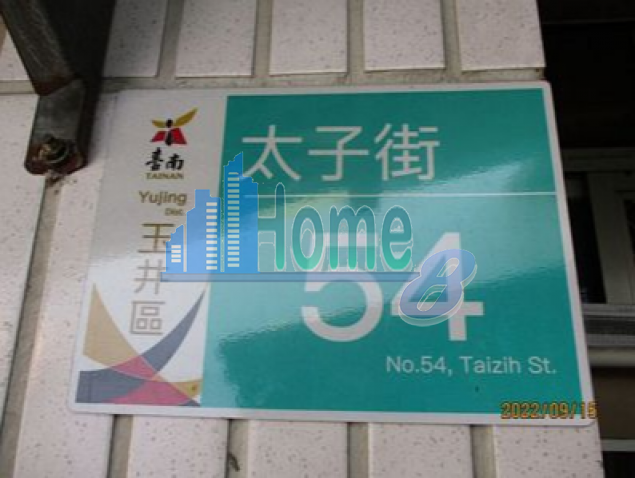 臺南
TAINAN
Yujing
Dist.
玉井區
太子街
54
No.54, Taizih St.
Home 8
2022/09/15